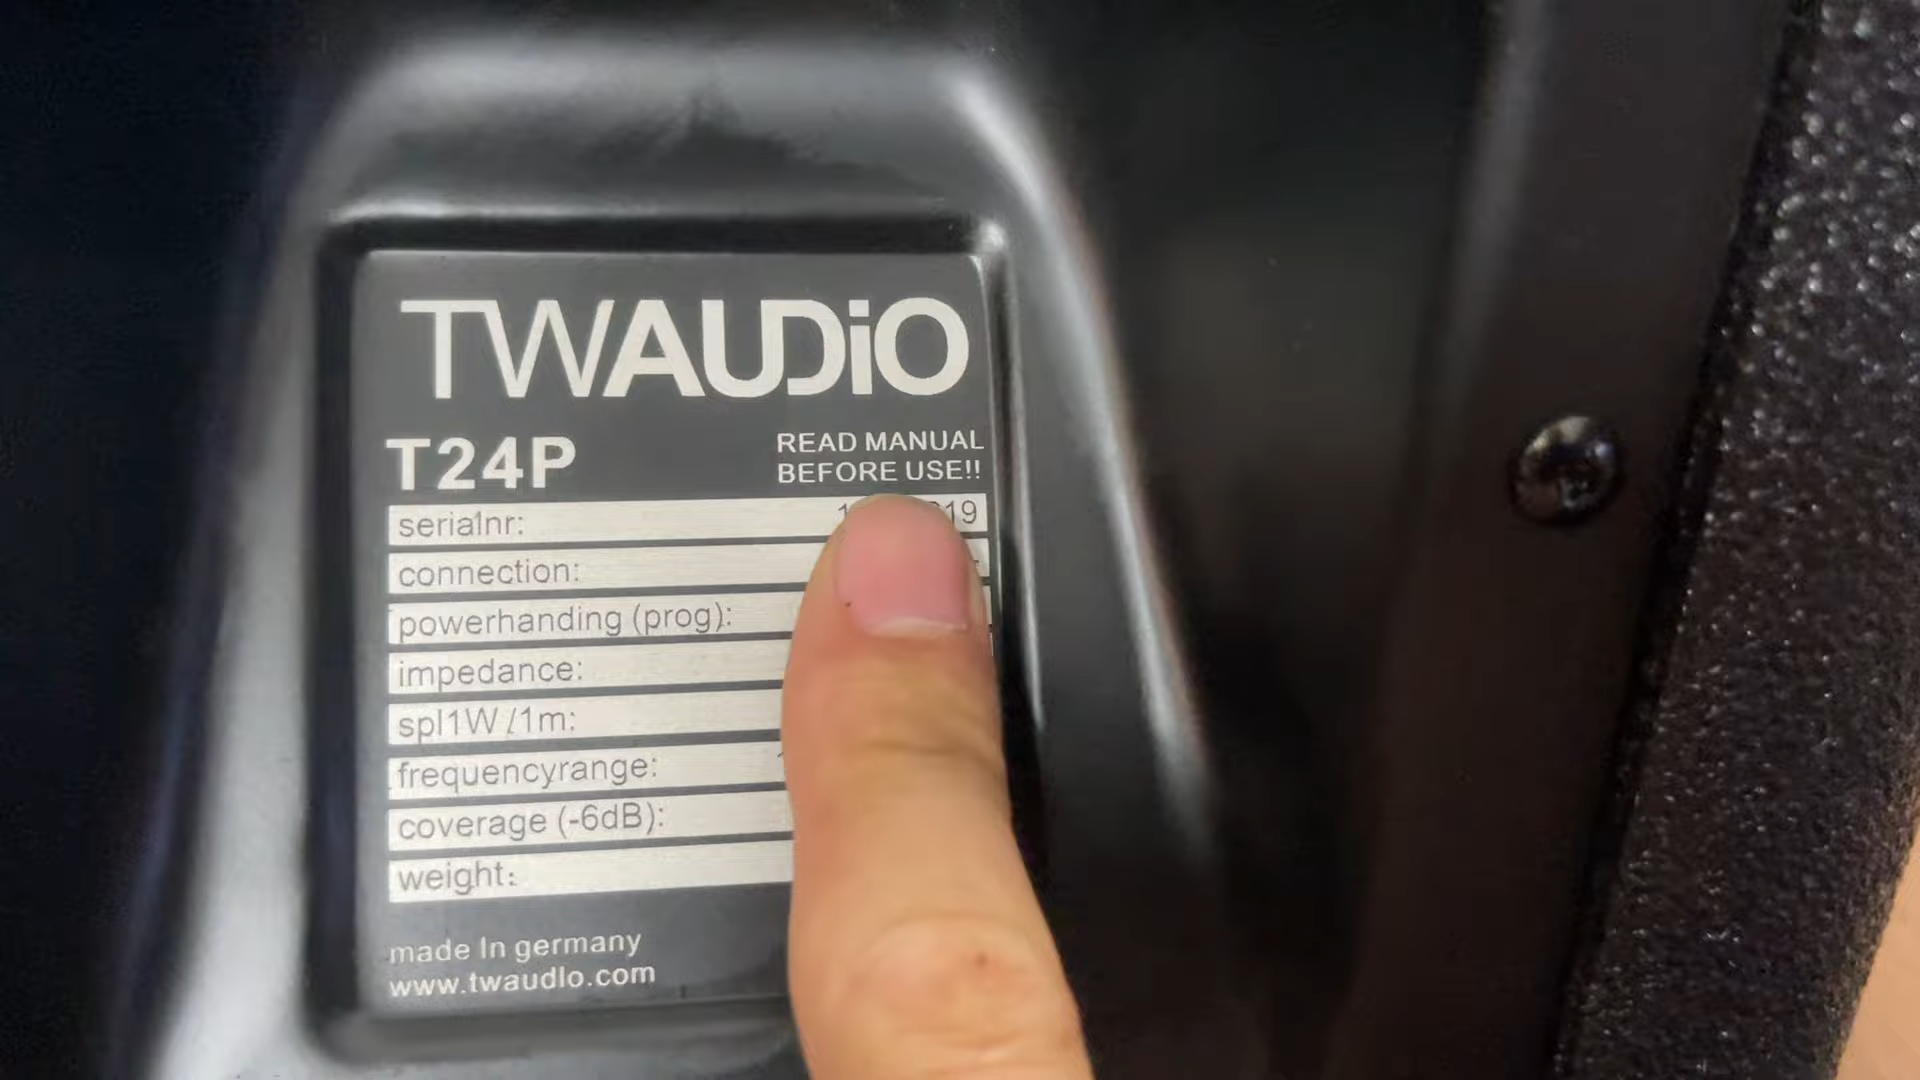 TWAUDiO
T24P
READ MANUAL
BEFORE USE!!
serialnr:
connection:
powerhanding (prog):
impedance:
spl1W/1m:
frequencyrange:
coverage (-6dB):
weight:
made In germany
www.twaudIo.com